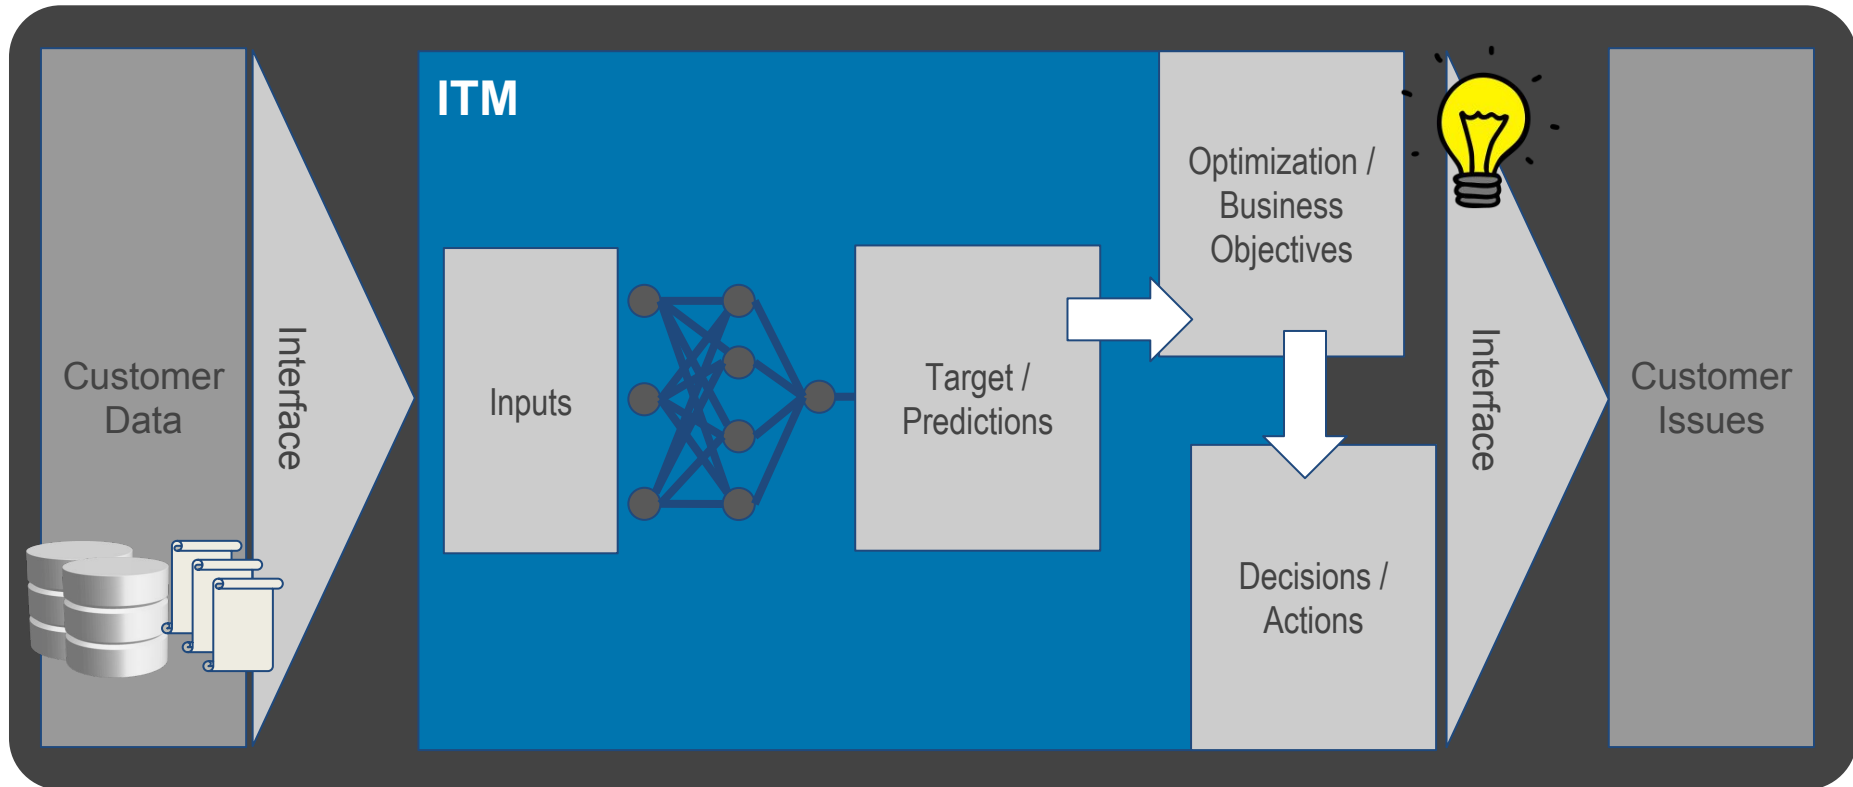 Customer
Data
Interface
ITM
Inputs
Target /
Predictions
Optimization /
Business
Objectives
Decisions /
Actions
Interface
Customer
Issues